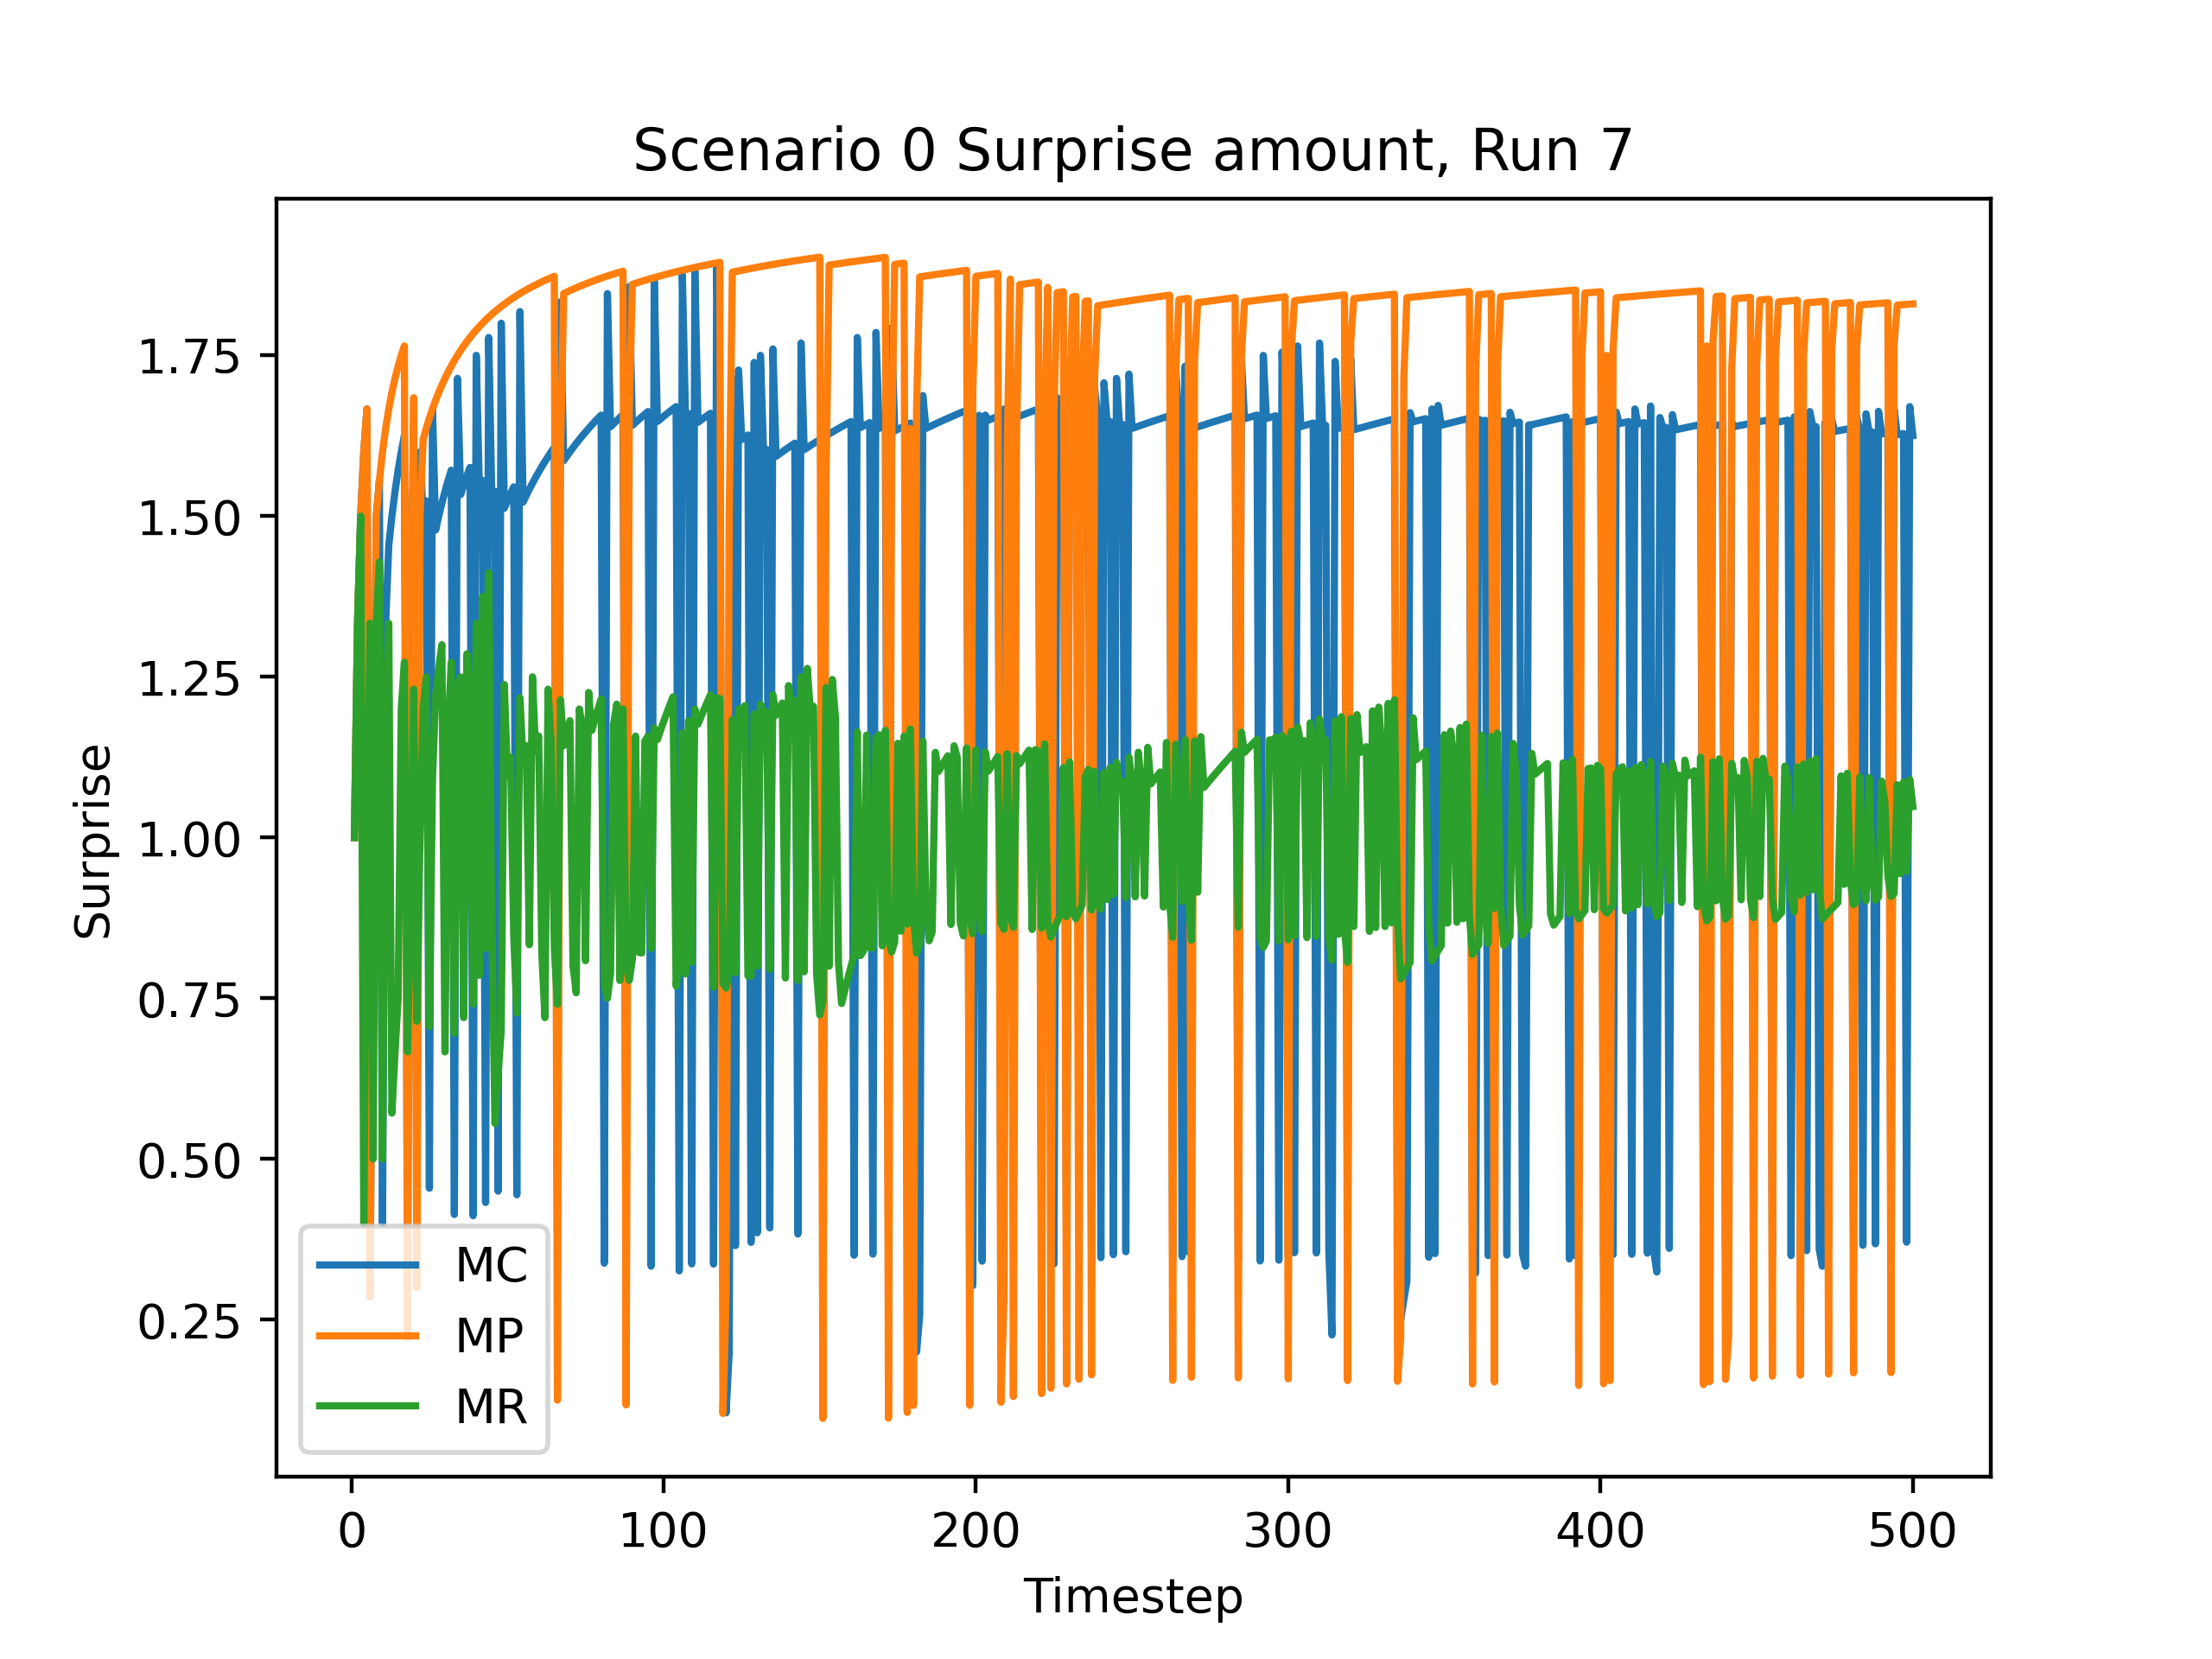 Scenario 0 Surprise amount, Run 7
Surprise
1.75
1.50
1.25
1.00
0.75
0.50
0.25
MC
MP
MR
0 100 200 300 400 500
Timestep